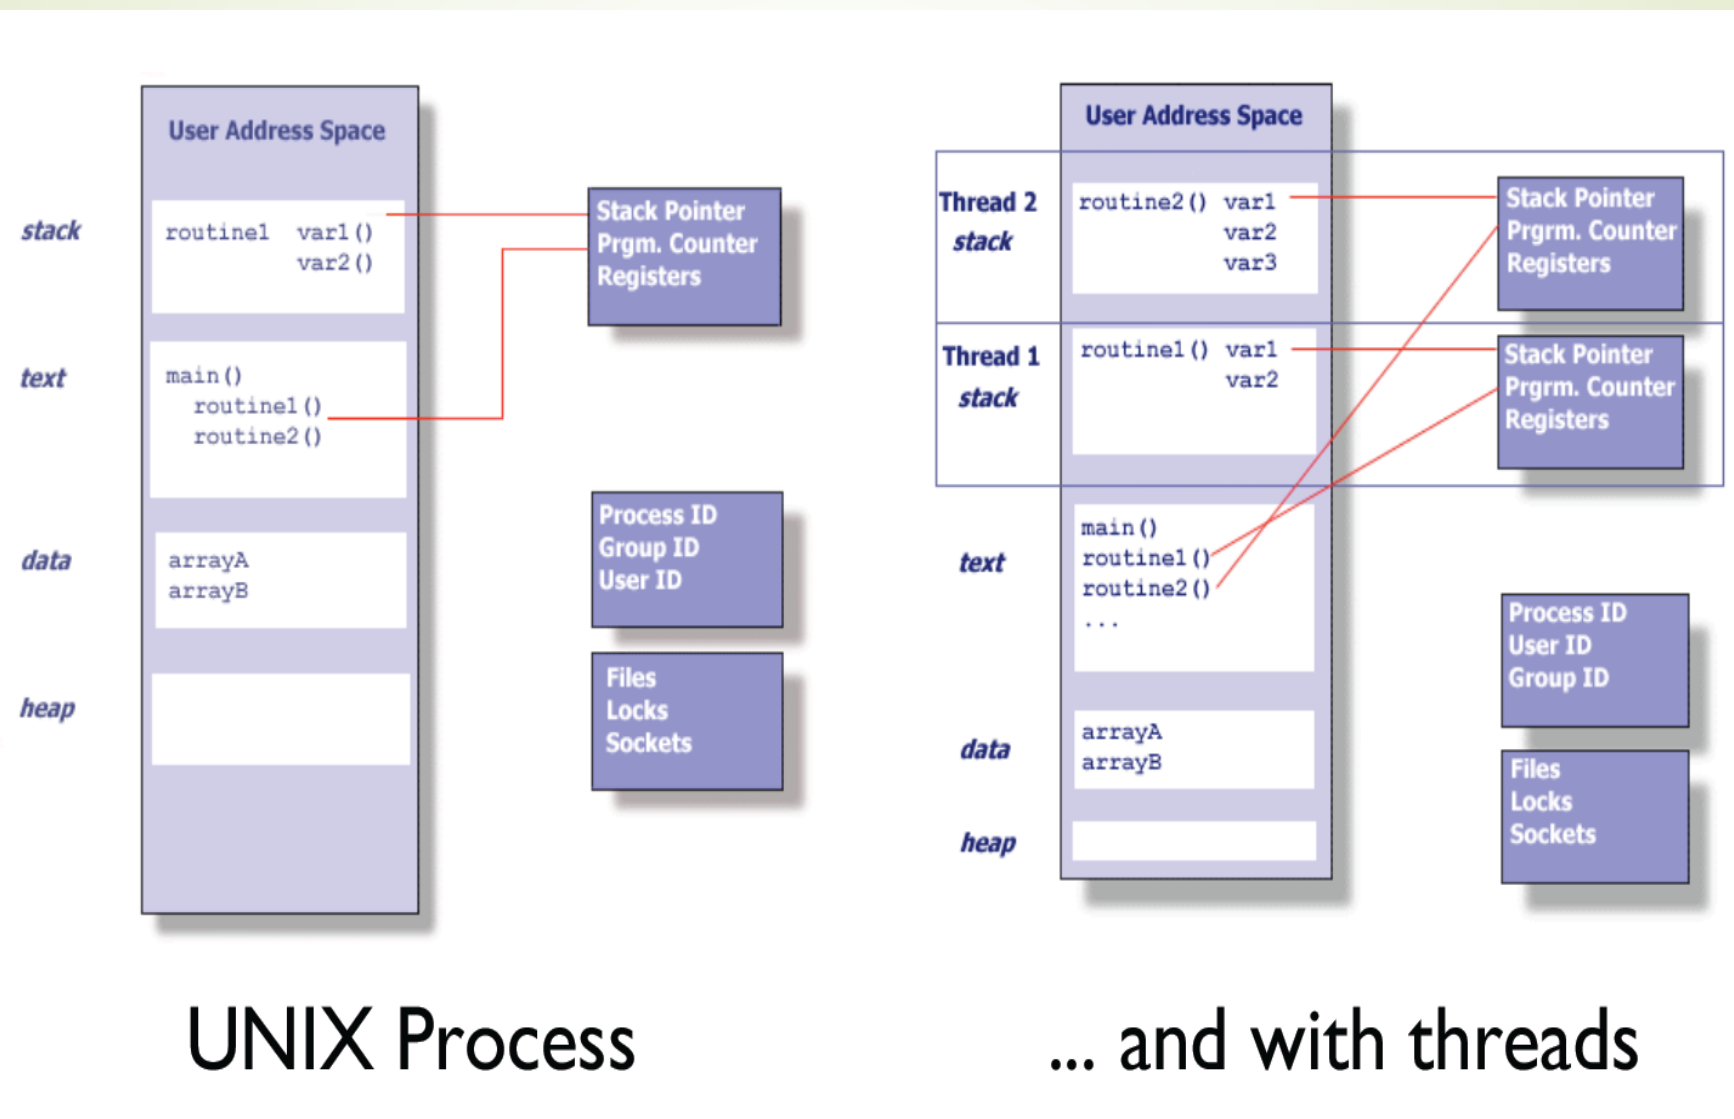 User Address Space
stack
routine1 var1()
var2()
Stack Pointer
Prgm. Counter
Registers
text
main()
routine1()
routine2()
data
arrayA
arrayB
Process ID
Group ID
User ID
heap
Files
Locks
Sockets
UNIX Process
User Address Space
Thread 2
stack
routine2() var1
var2
var3
Stack Pointer
Prgrm. Counter
Registers
Thread 1
stack
routine1() var1
var2
Stack Pointer
Prgrm. Counter
Registers
text
main()
routine1()
routine2()
...
Process ID
User ID
Group ID
data
arrayA
arrayB
Files
Locks
Sockets
heap
... and with threads